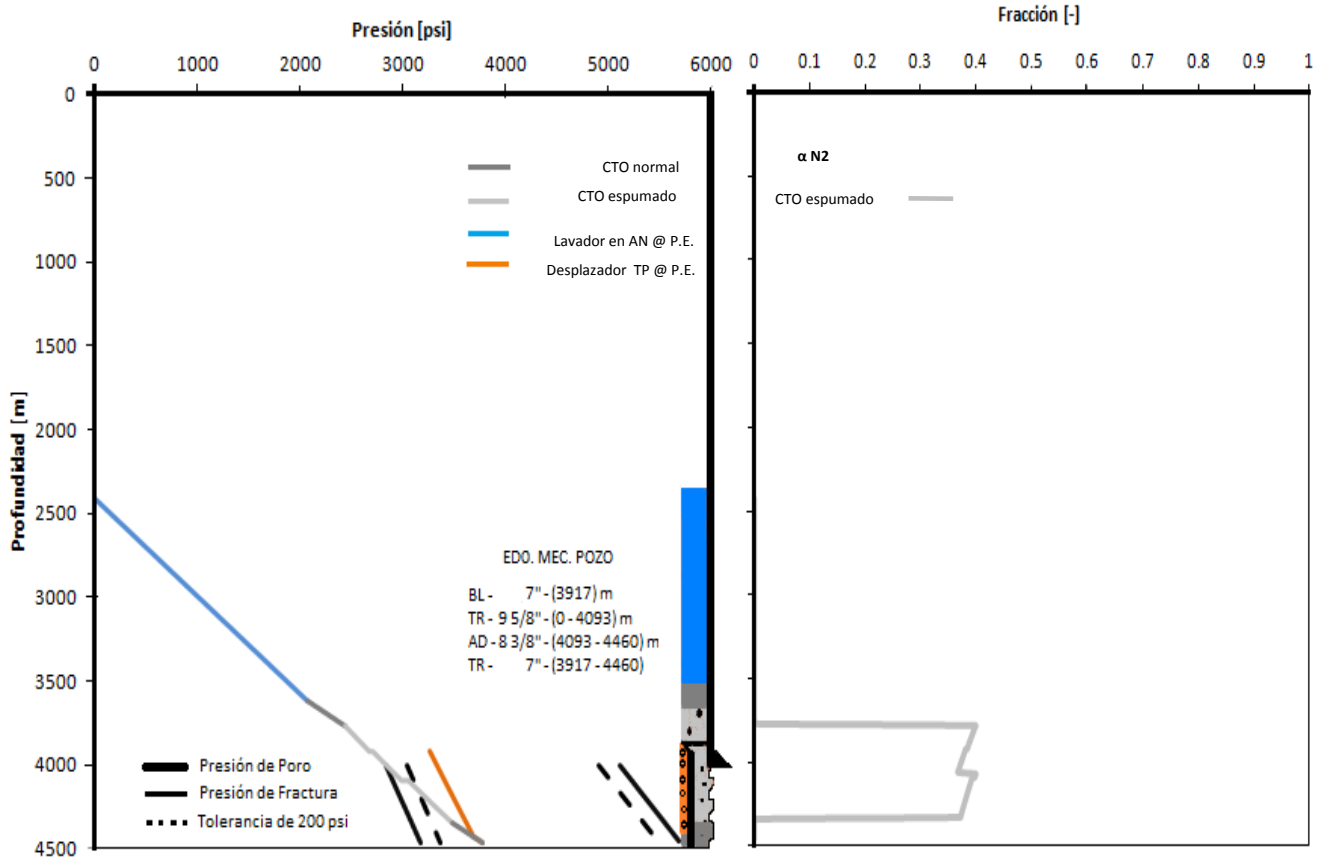 Presión [psi]
0 1000 2000 3000 4000 5000 6000
Profundidad [m]
0
500
1000
1500
2000
2500
3000
3500
4000
4500
CTO normal
CTO espumado
Lavador en AN @ P.E.
Desplazador TP @ P.E.
EDO. MEC. POZO
BL - 7" - (3917) m
TR - 9 5/8" - (0 - 4093) m
AD - 8 3/8" - (4093 - 4460) m
TR - 7" - (3917 - 4460)
Presión de Poro
Presión de Fractura
Tolerancia de 200 psi
Fracción [-]
0 0.1 0.2 0.3 0.4 0.5 0.6 0.7 0.8 0.9 1
α N2
CTO espumado